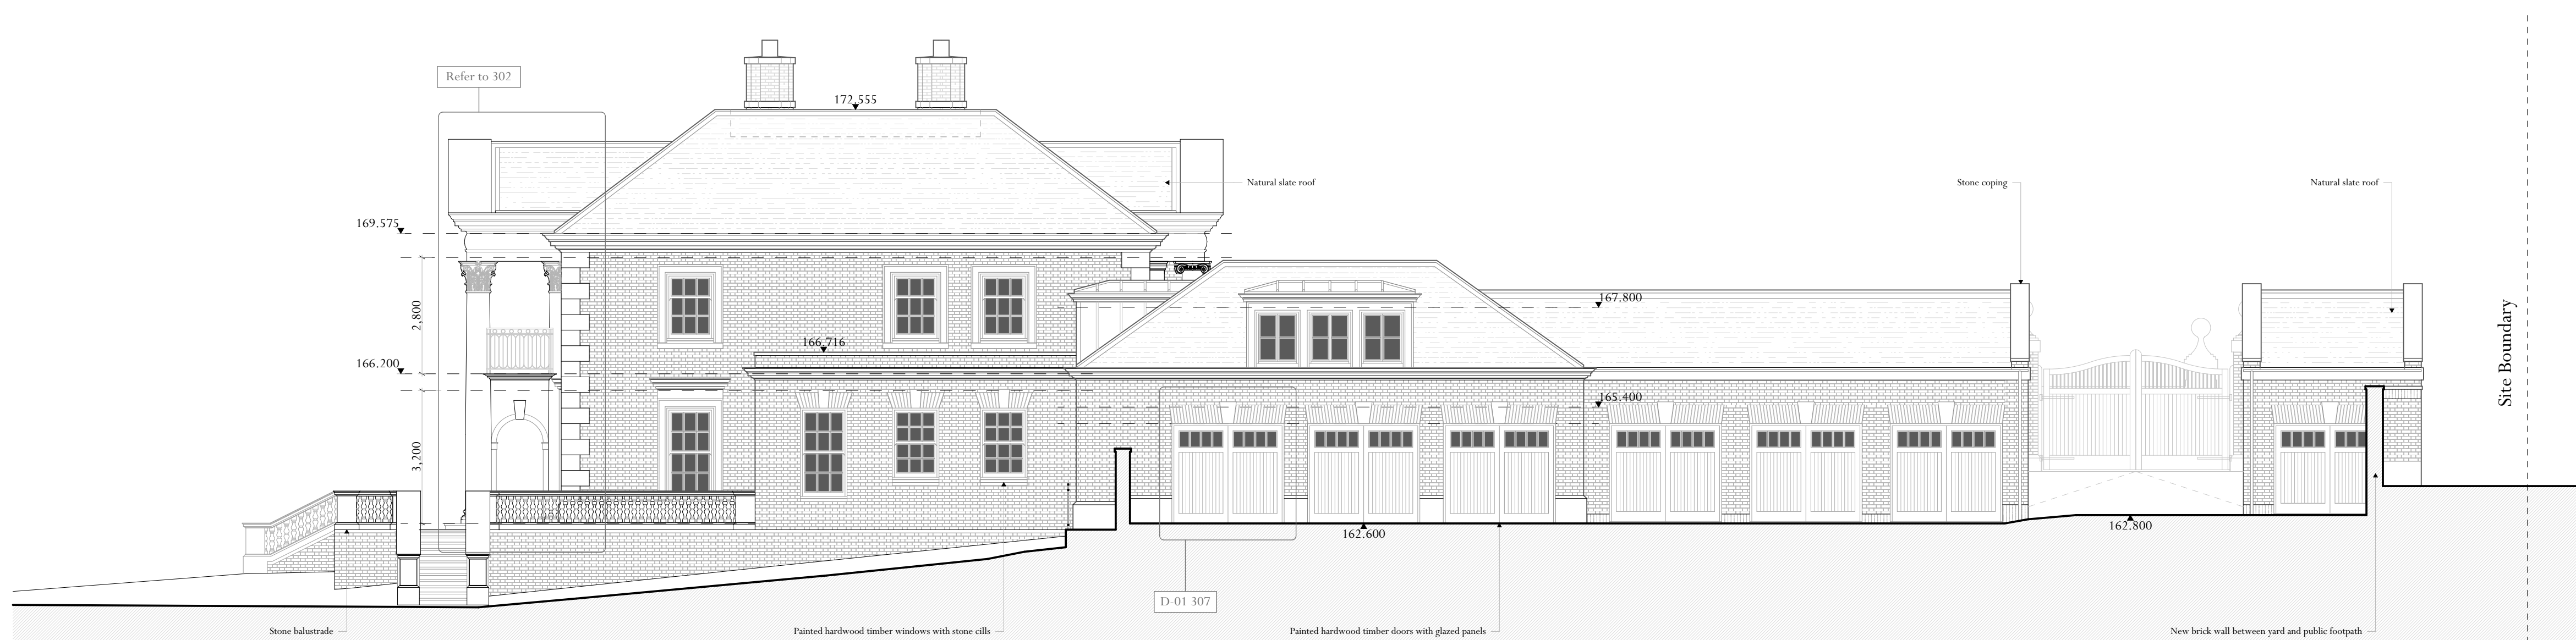 Refer to 302
172.555
Natural slate roof
Stone coping
Natural slate roof
169.575
2,800
167.800
Site Boundary
166.716
166.200
165.400
3,200
162.600
162.800
D-01 307
Stone balustrade
Painted hardwood timber windows with stone cills
Painted hardwood timber doors with glazed panels
New brick wall between yard and public footpath